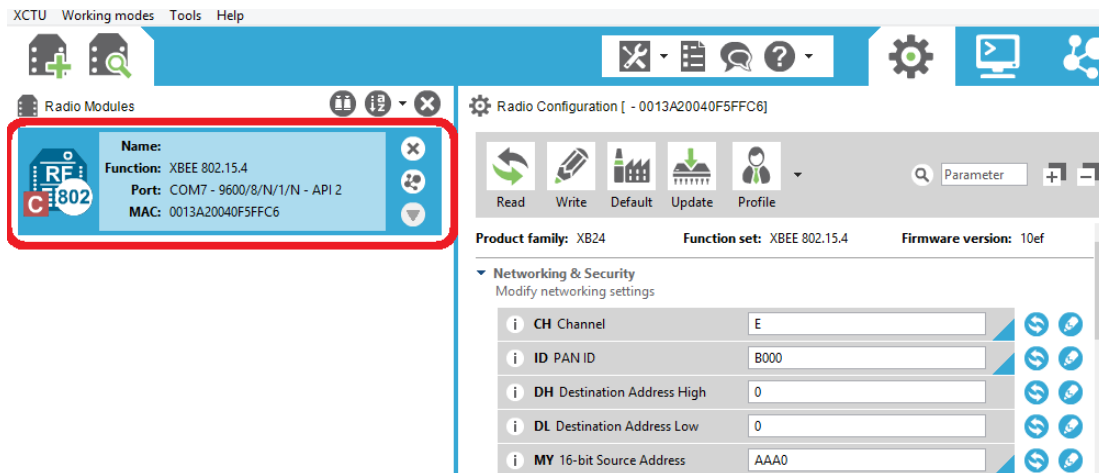 XCTU Working modes Tools Help
Radio Modules
Name:
Function: XBEE 802.15.4
Port: COM7 - 9600/8/N/1/N - API 2
MAC: 0013A20040F5FFC6
RF
C 802
Radio Configuration [ - 0013A20040F5FFC6]
Read Write Default Update Profile
Parameter
Product family: XB24 Function set: XBEE 802.15.4 Firmware version: 10ef
Networking & Security
Modify networking settings
i CH Channel E
i ID PAN ID B000
i DH Destination Address High 0
i DL Destination Address Low 0
i MY 16-bit Source Address AAA0